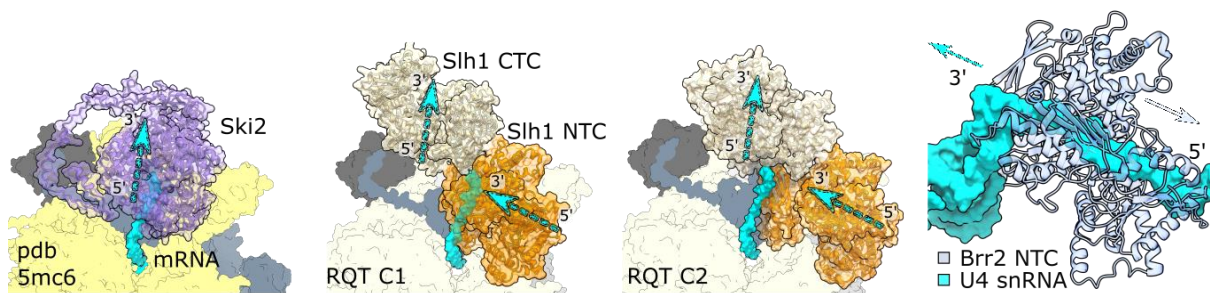 3'
Ski2
5'
pdb
5mc6
mRNA
Slh1 CTC
3'
Slh1 NTC
5'
3'
5'
RQT C1
3'
5'
3'
5'
RQT C2
3'
5'
Brr2 NTC
U4 snRNA